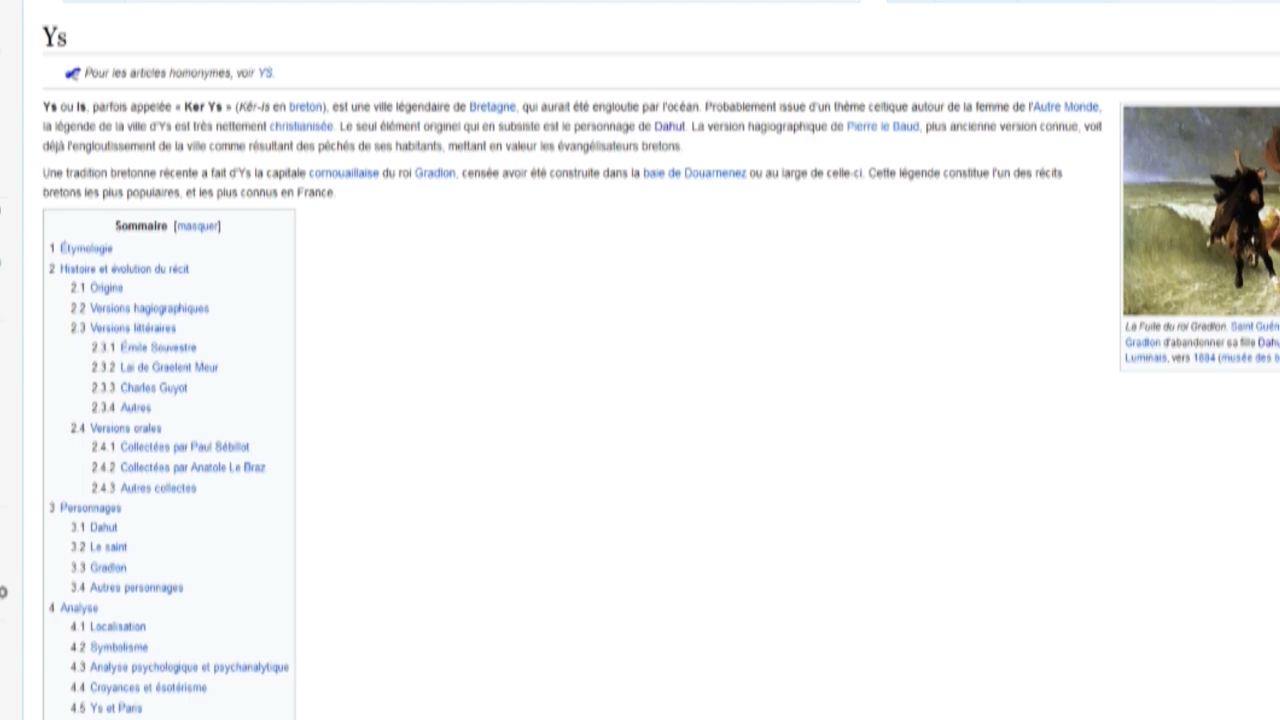 Ys
Pour les articles homonymes, voir YS.
Ys ou Is, parfois appelée « Ker Ys » (Kêr-Is en breton), est une ville légendaire de Bretagne, qui aurait été engloutie par l'océan. Probablement issue d'un thème celtique autour de la femme de l'Autre Monde,
la légende de la ville d'Ys est très nettement christianisée. Le seul élément originel qui en subsiste est le personnage de Dahut. La version hagiographique de Pierre le Baud, plus ancienne version connue, voit
déjà l'engloutissement de la ville comme résultant des péchés de ses habitants, mettant en valeur les évangélisateurs bretons.
Une tradition bretonne récente a fait d'Ys la capitale cornouaillaise du roi Gradlon, censée avoir été construite dans la baie de Douarnenez ou au large de celle-ci. Cette légende constitue l'un des récits
bretons les plus populaires, et les plus connus en France.
La Fuite du roi Gradlon. Saint Guén
Gradlon d'abandonner sa fille Dahu
Luminais, vers 1884 (musée des b
Sommaire [masquer]
1 Étymologie
2 Histoire et évolution du récit
2.1 Origine
2.2 Versions hagiographiques
2.3 Versions littéraires
2.3.1 Émile Souvestre
2.3.2 Lai de Graelent Meur
2.3.3 Charles Guyot
2.3.4 Autres
2.4 Versions orales
2.4.1 Collectées par Paul Sébillot
2.4.2 Collectées par Anatole Le Braz
2.4.3 Autres collectes
3 Personnages
3.1 Dahut
3.2 Le saint
3.3 Gradlon
3.4 Autres personnages
4 Analyse
4.1 Localisation
4.2 Symbolisme
4.3 Analyse psychologique et psychanalytique
4.4 Croyances et ésotérisme
4.5 Ys et Paris